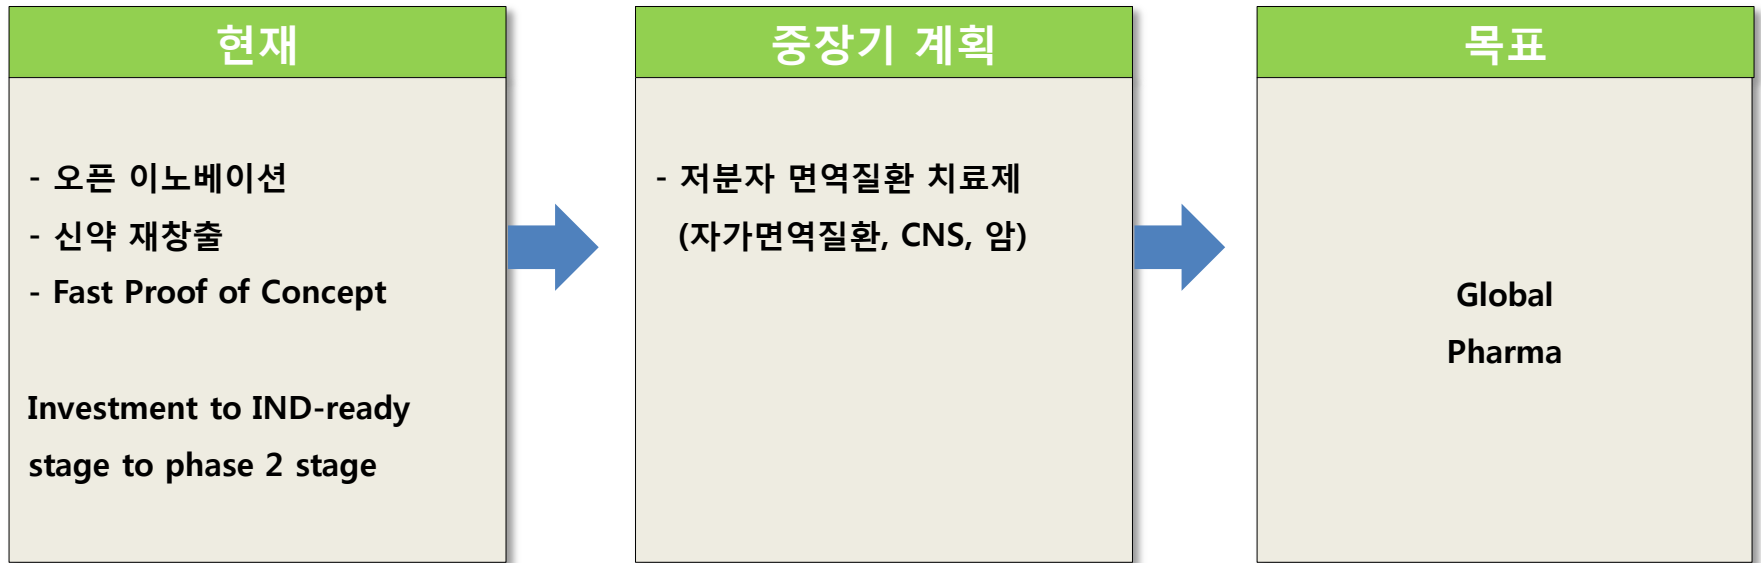 현재
- 오픈 이노베이션
- 신약 재창출
- Fast Proof of Concept
Investment to IND-ready
stage to phase 2 stage
중장기 계획
- 저분자 면역질환 치료제
(자가면역질환, CNS, 암)
목표
Global
Pharma